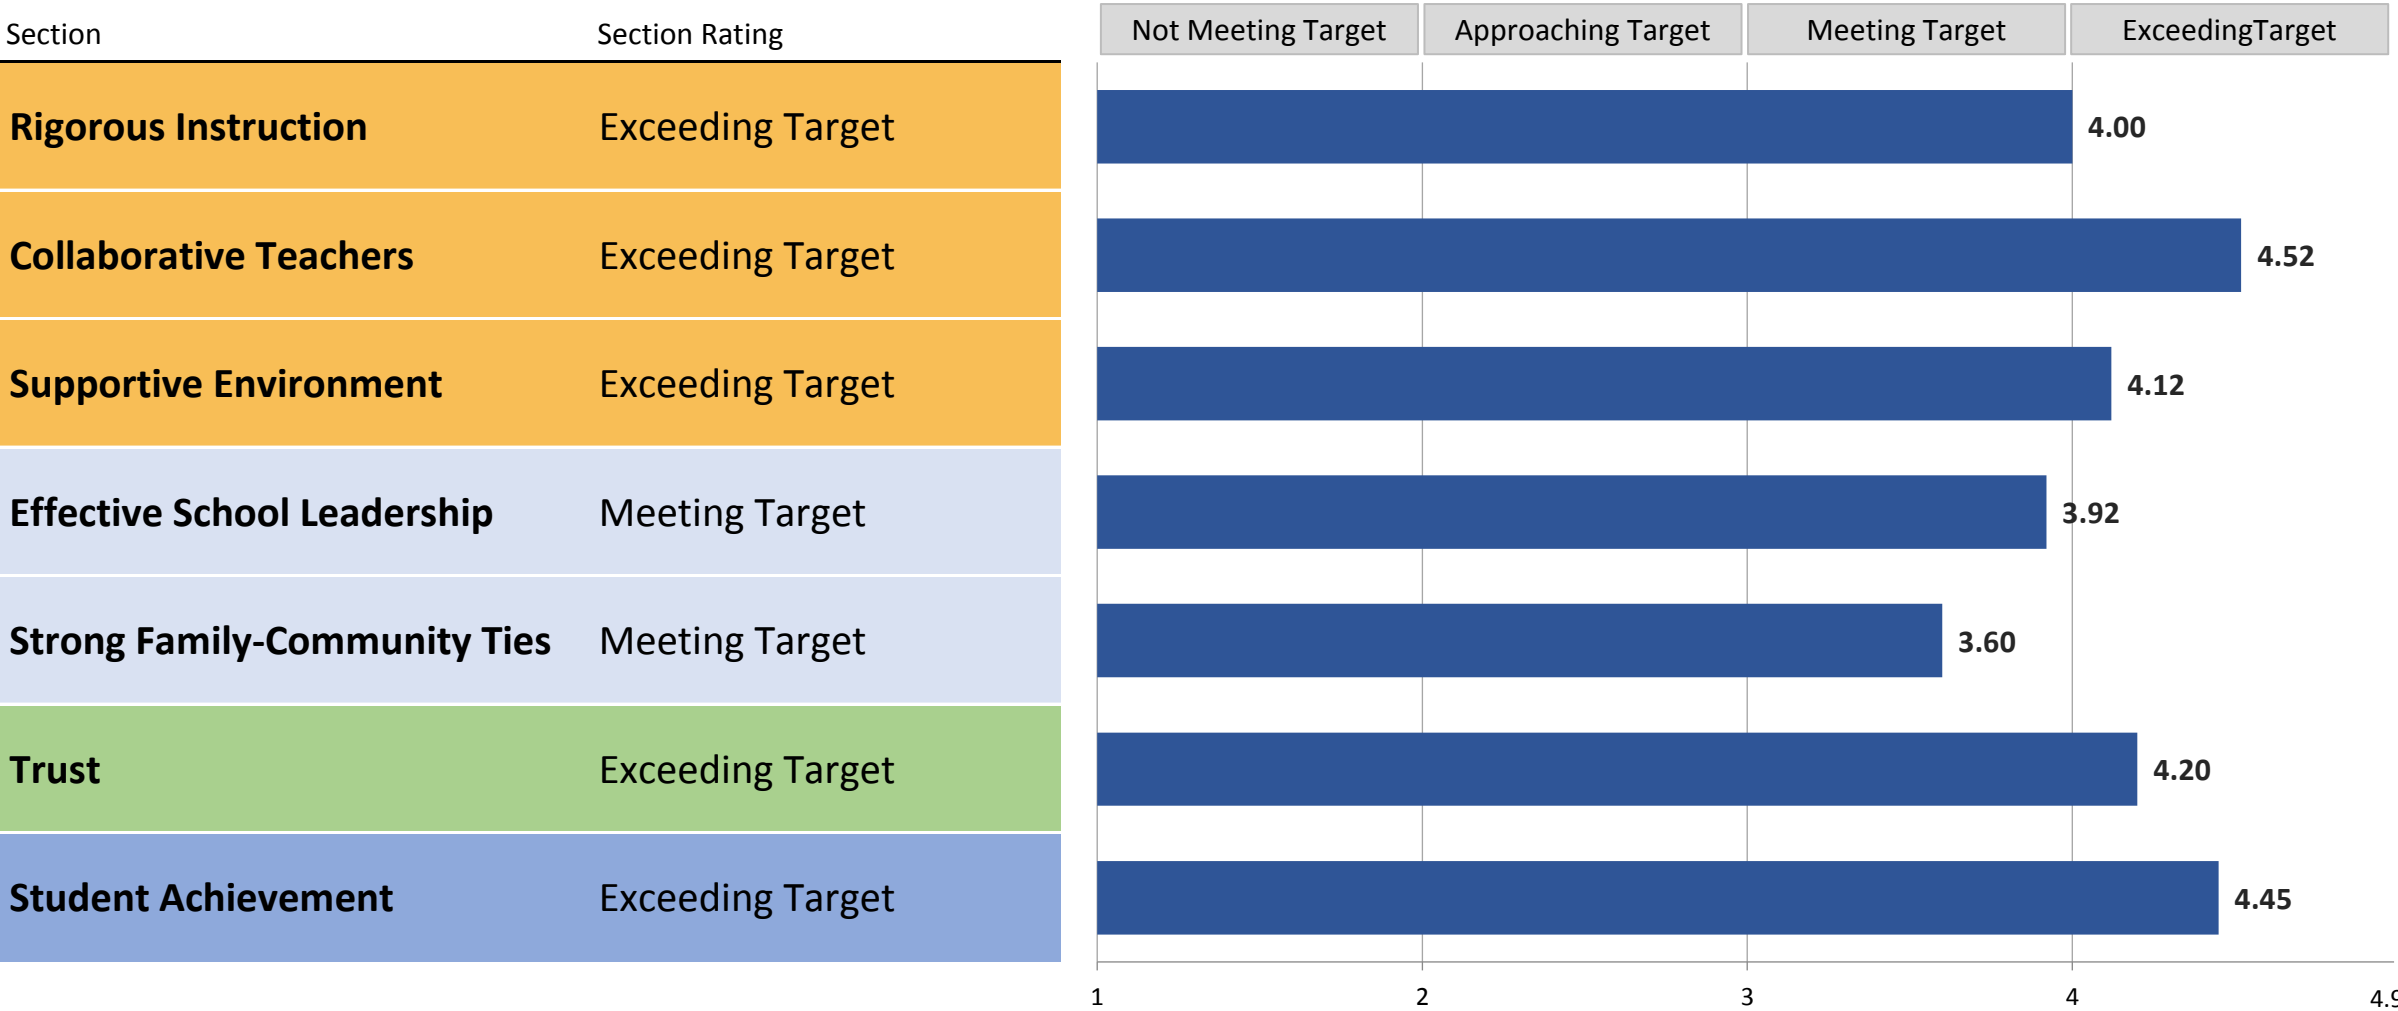 Section Section Rating Not Meeting Target Approaching Target Meeting Target ExceedingTarget
Rigorous Instruction Exceeding Target 4.00
Collaborative Teachers Exceeding Target 4.52
Supportive Environment Exceeding Target 4.12
Effective School Leadership Meeting Target 3.92
Strong Family-Community Ties Meeting Target 3.60
Trust Exceeding Target 4.20
Student Achievement Exceeding Target 4.45
1 2 3 4